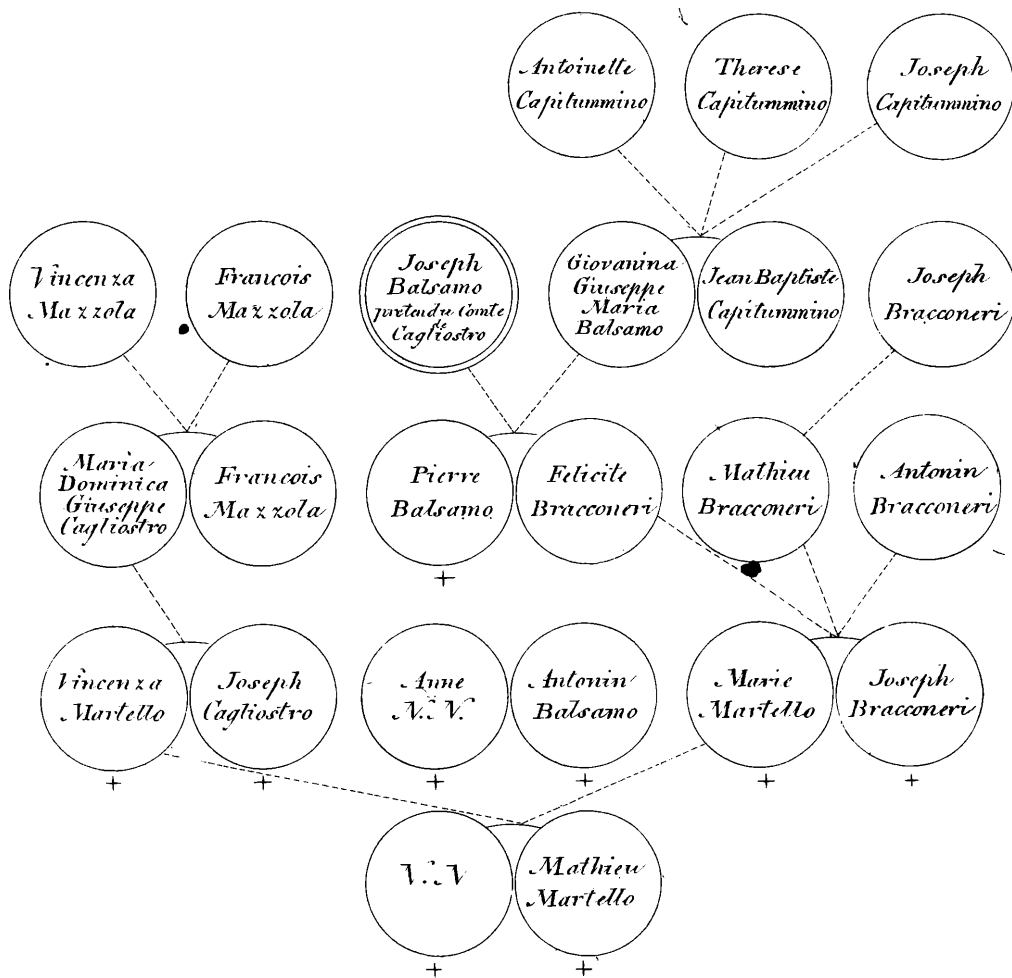 Antoinette
Capitummino
Therese
Capitummino
Joseph
Capitummino
Vincenza
Mazzola
Francois
Mazzola
Joseph
Balsamo
pretendu Comte
de
Cagliostro
Giovanina
Giuseppe
Maria
Balsamo
Jean Baptiste
Capitummino
Joseph
Bracconeri
Maria
Dominica
Giuseppe
Cagliostro
Francois
Mazzola
Pierre
Balsamo
Felicite
Bracconeri
Mathieu
Bracconeri
Antonin
Bracconeri
+
Vincenza
Martello
Joseph
Cagliostro
Anne
N. N.
Antonin
Balsamo
Marie
Martello
Joseph
Bracconeri
+ + + + + +
N. N
Mathieu
Martello
+ +